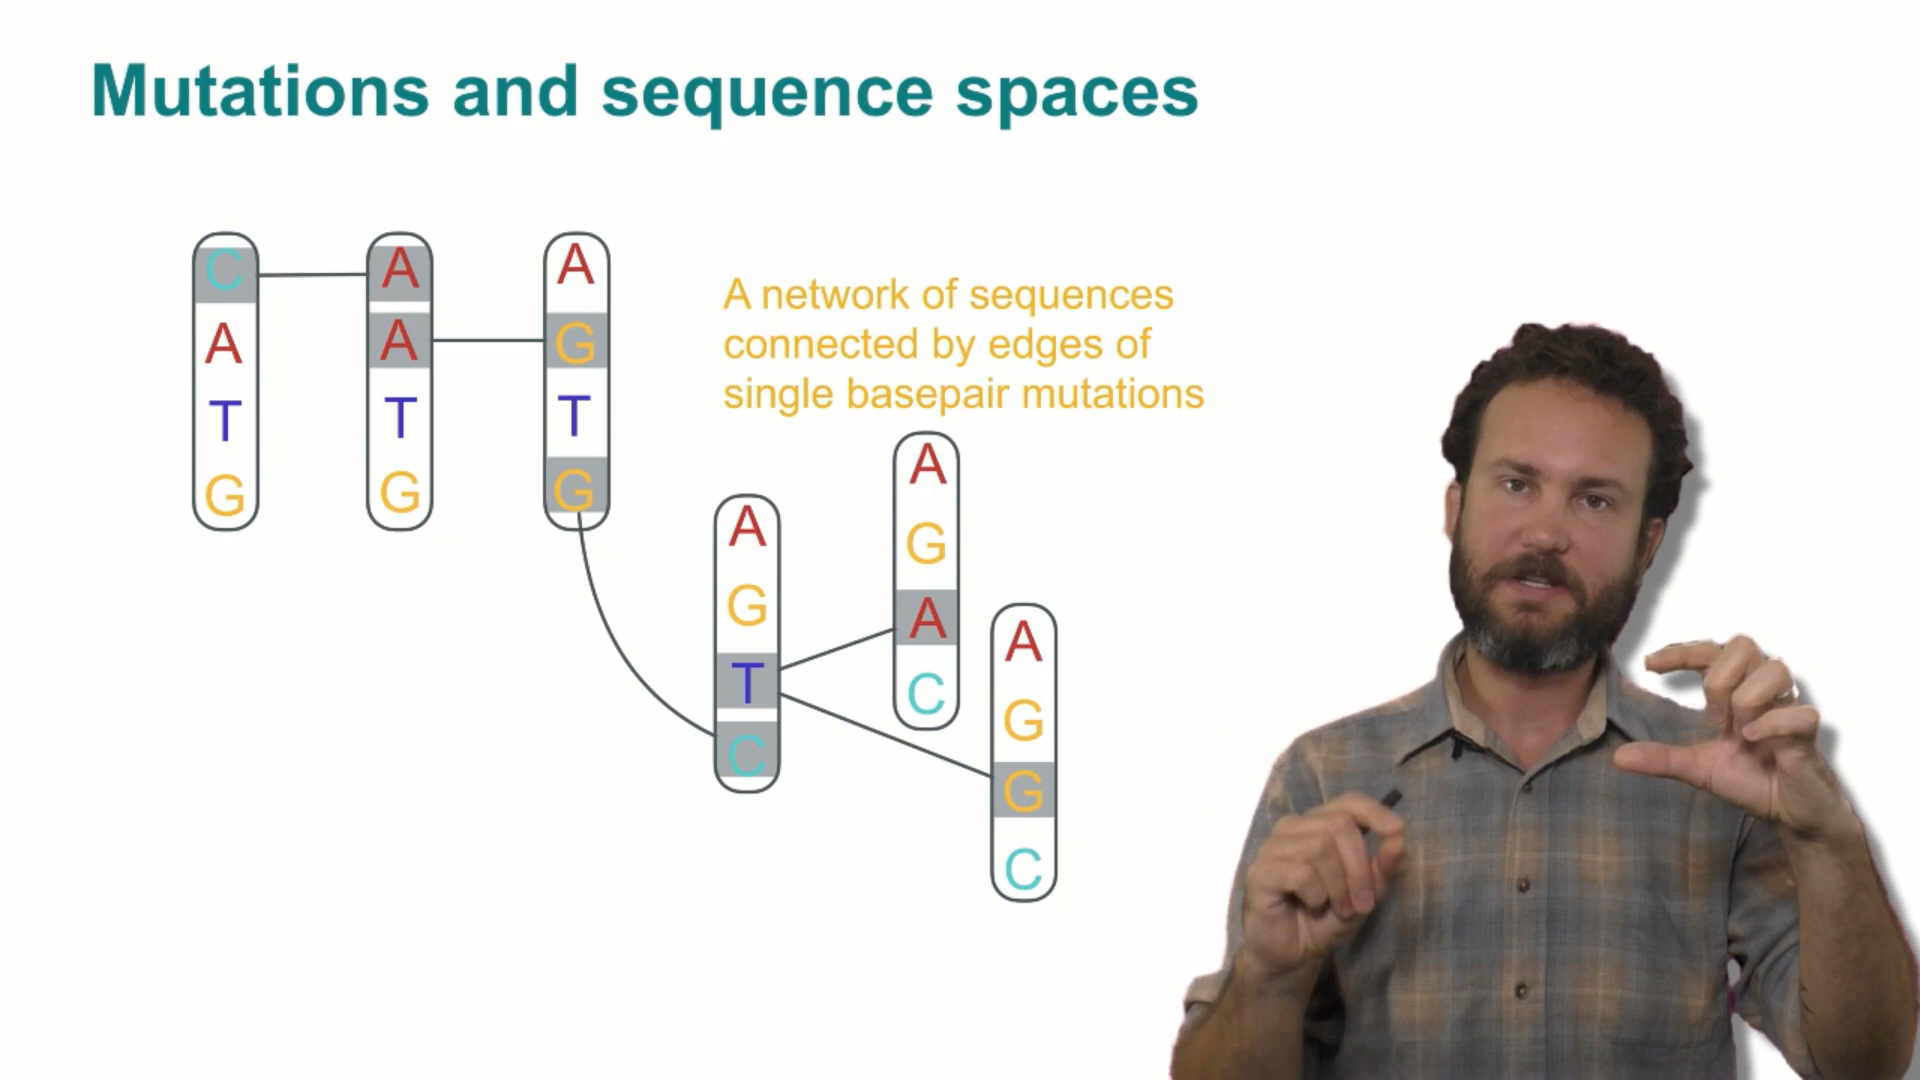 Mutations and sequence spaces
C
A
T
G
A
A
T
G
A
G
T
G
A network of sequences
connected by edges of
single basepair mutations
A
G
T
C
A
G
A
C
A
G
G
C